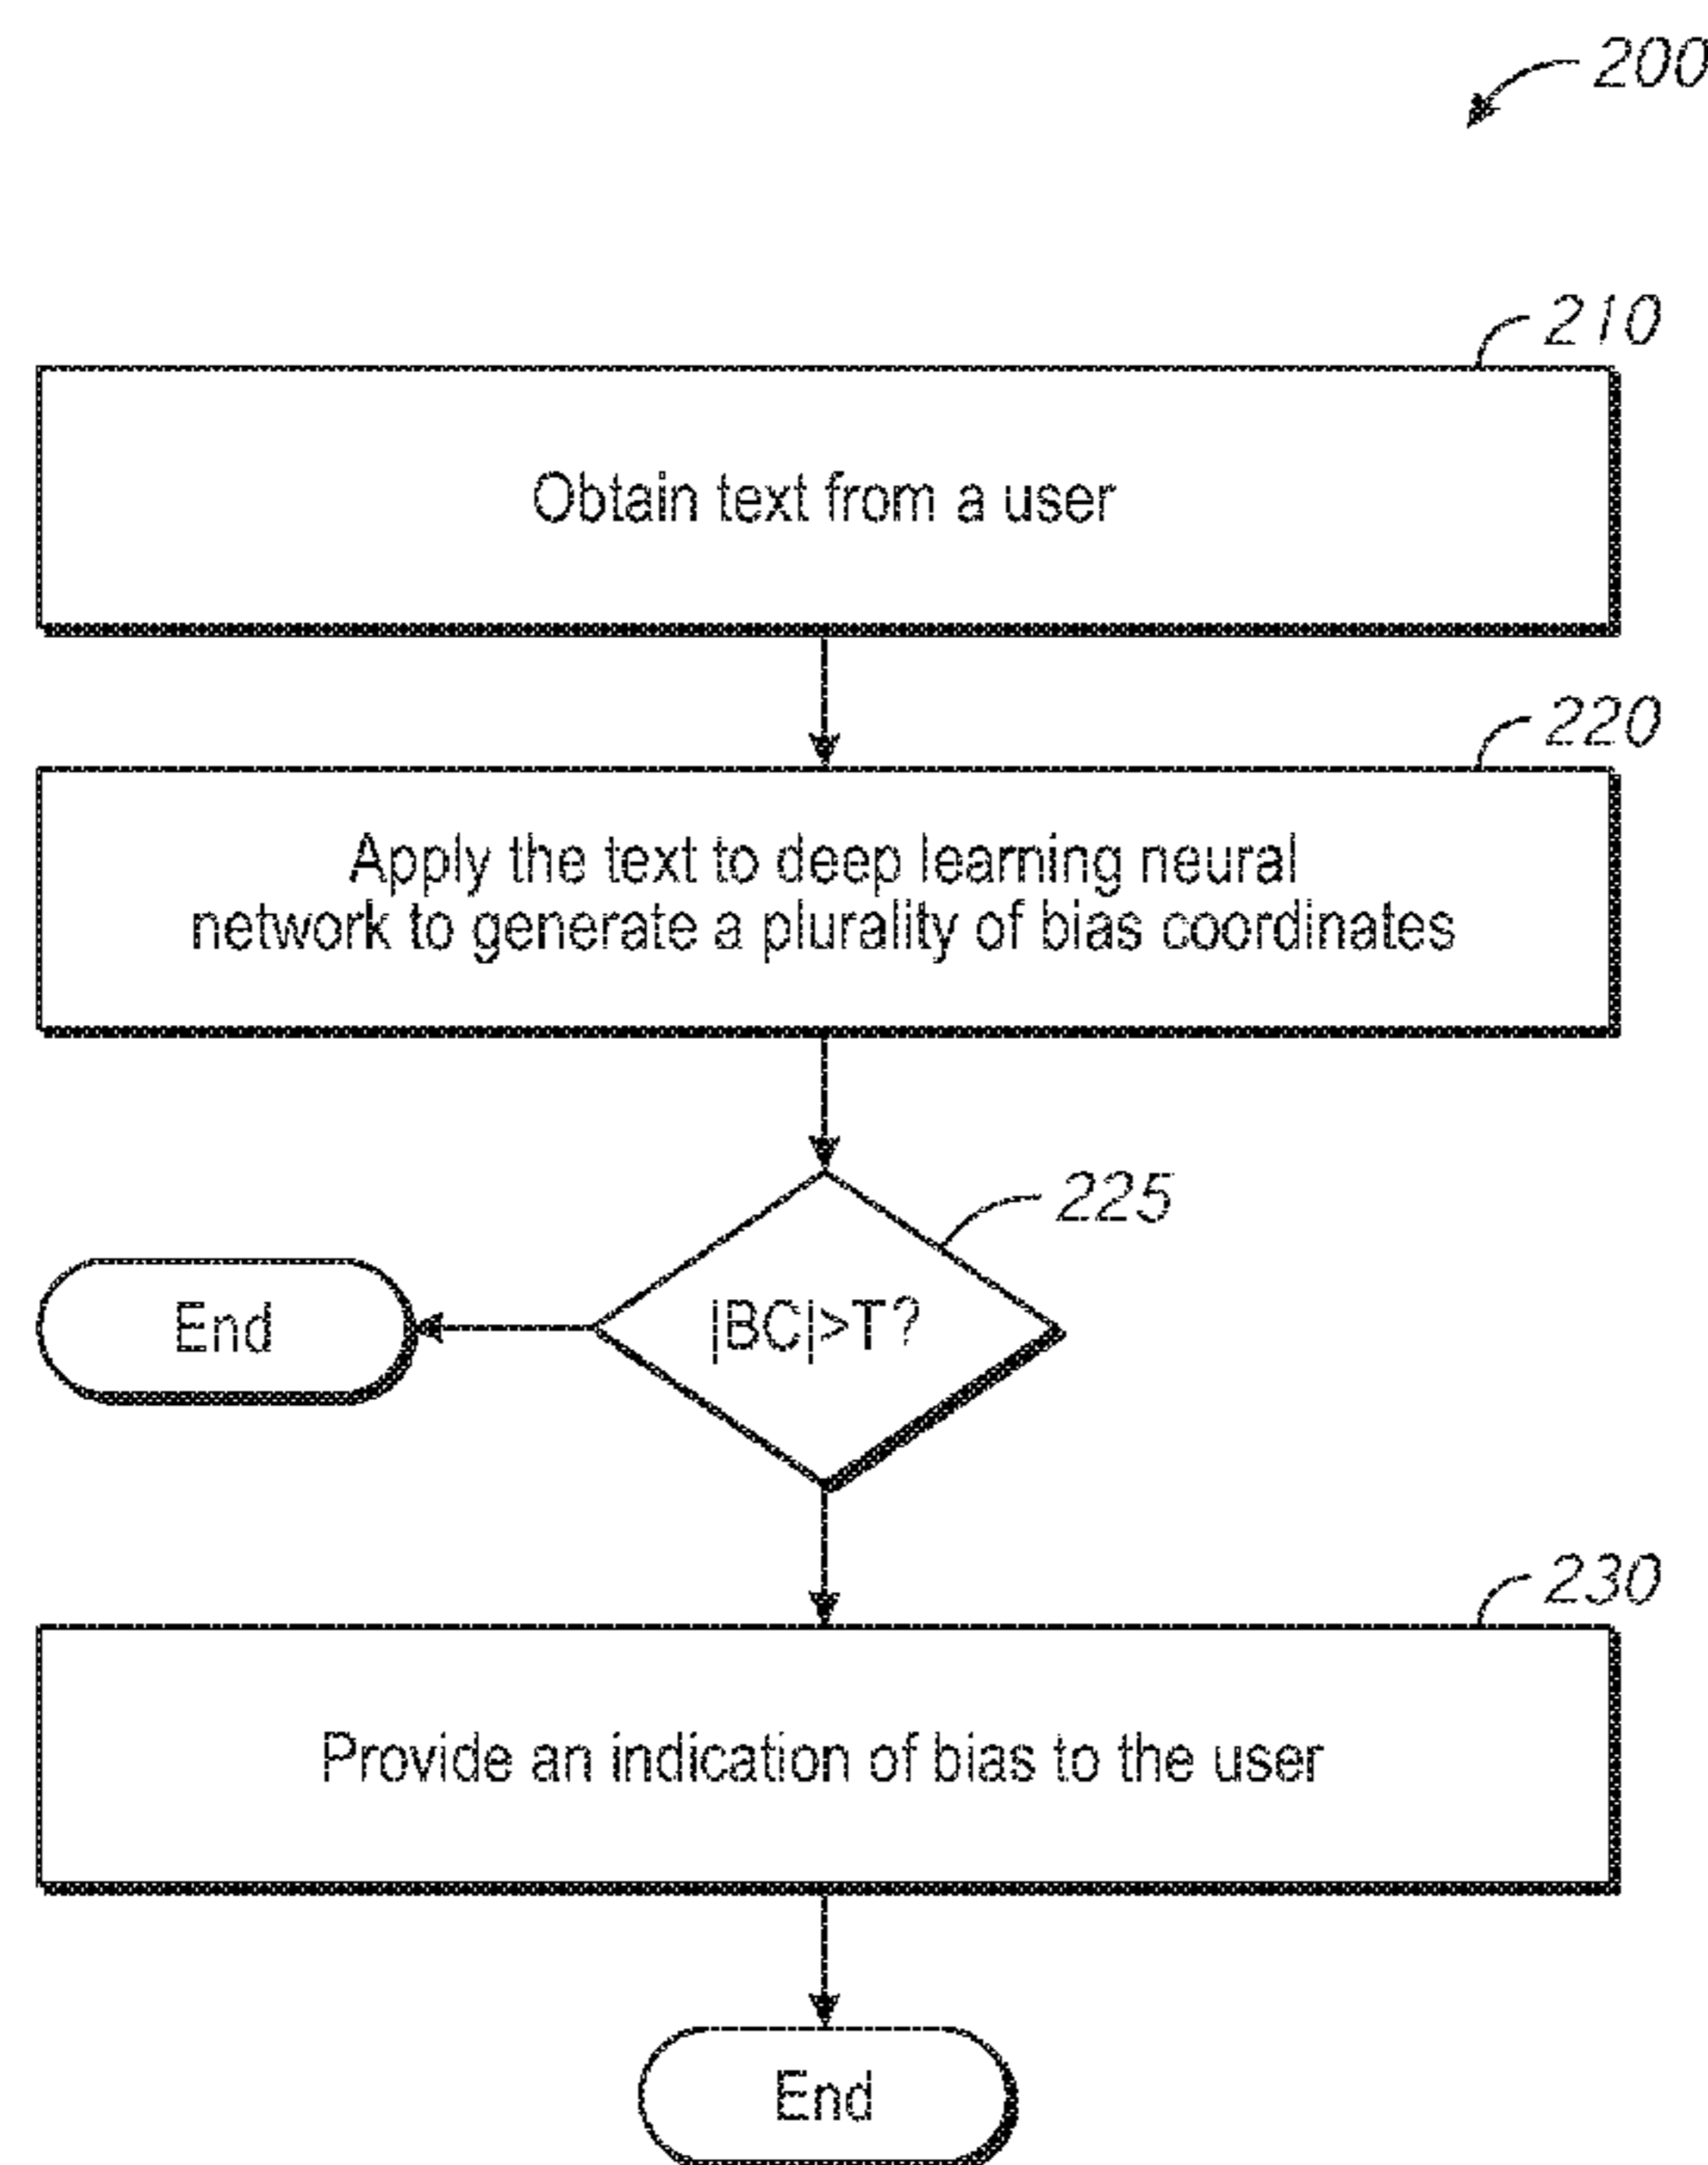 200
210
Obtain text from a user
220
Apply the text to deep learning neural
network to generate a plurality of bias coordinates
225
|BC|>T?
End
230
Provide an indication of bias to the user
End